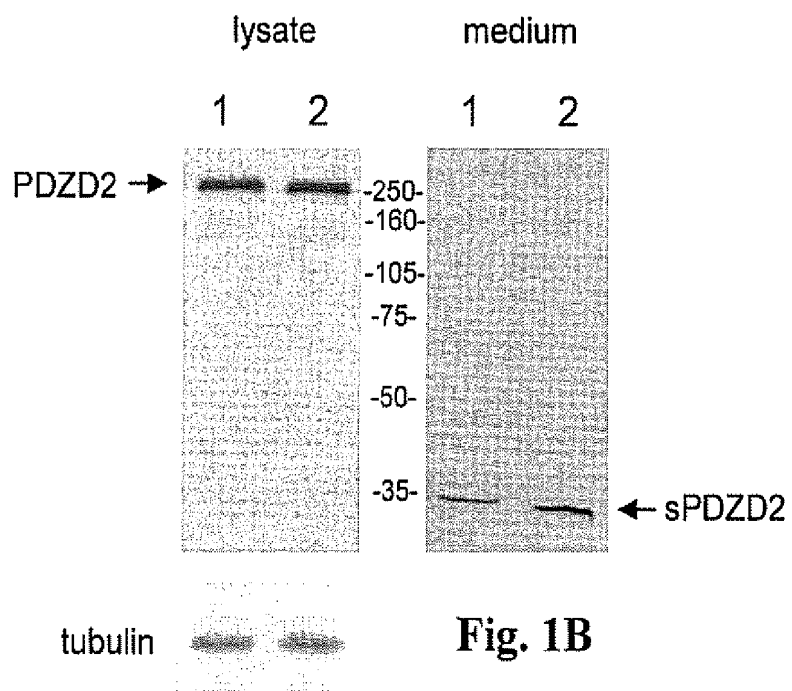 lysate medium
1 2 1 2
PDZD2
-250-
-160-
-105-
-75-
-50-
-35-
sPDZD2
tubulin
Fig. 1B